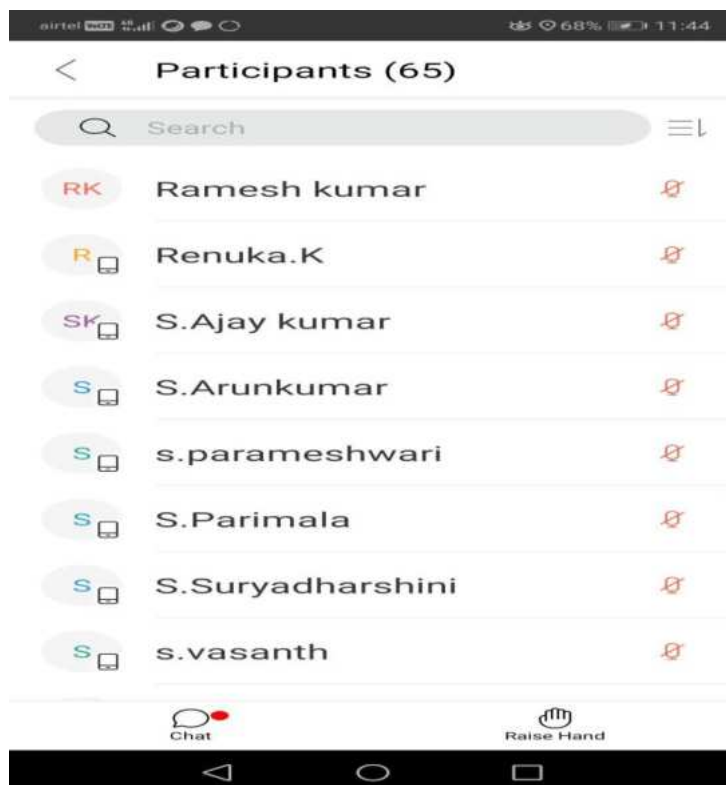 airtel 68% 11:44
Participants (65)
Search
RK Ramesh kumar
R Renuka.K
SK S.Ajay kumar
S S.Arunkumar
S s.parameshwari
S S.Parimala
S S.Suryadharshini
S s.vasanth
Chat Raise Hand